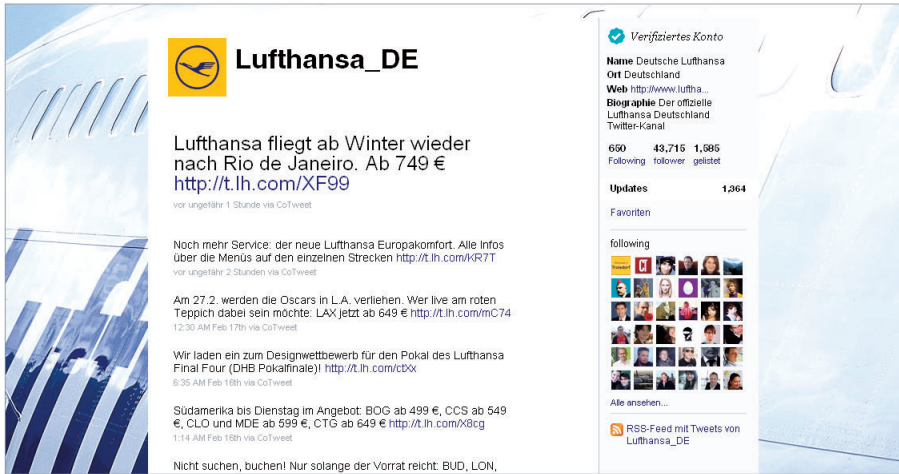 Lufthansa_DE
Lufthansa fliegt ab Winter wieder
nach Rio de Janeiro. Ab 749 €
http://t.lh.com/XF99
vor ungefähr 1 Stunde via CoTweet
Noch mehr Service: der neue Lufthansa Europakomfort. Alle Infos
über die Menüs auf den einzelnen Strecken http://t.lh.com/KR7T
vor ungefähr 2 Stunden via CoTweet
Am 27.2. werden die Oscars in L.A. verliehen. Wer live am roten
Teppich dabei sein möchte: LAX jetzt ab 649 € http://t.lh.com/mC74
12:30 AM Feb 17th via CoTweet
Wir laden ein zum Designwettbewerb für den Pokal des Lufthansa
Final Four (DHB Pokalfinale)! http://t.lh.com/ctXx
6:35 AM Feb 16th via CoTweet
Südamerika bis Dienstag im Angebot: BOG ab 499 €, CCS ab 549
€, CLO und MDE ab 599 €, CTG ab 649 € http://t.lh.com/X8cg
1:14 AM Feb 16th via CoTweet
Nicht suchen, buchen! Nur solange der Vorrat reicht: BUD, LON,
Verifiziertes Konto
Name Deutsche Lufthansa
Ort Deutschland
Web http://www.luftha...
Biographie Der offizielle
Lufthansa Deutschland
Twitter-Kanal
650 43,715 1,585
Following follower gelistet
Updates 1,364
Favoriten
following
Alle ansehen...
RSS-Feed mit Tweets von
Lufthansa_DE